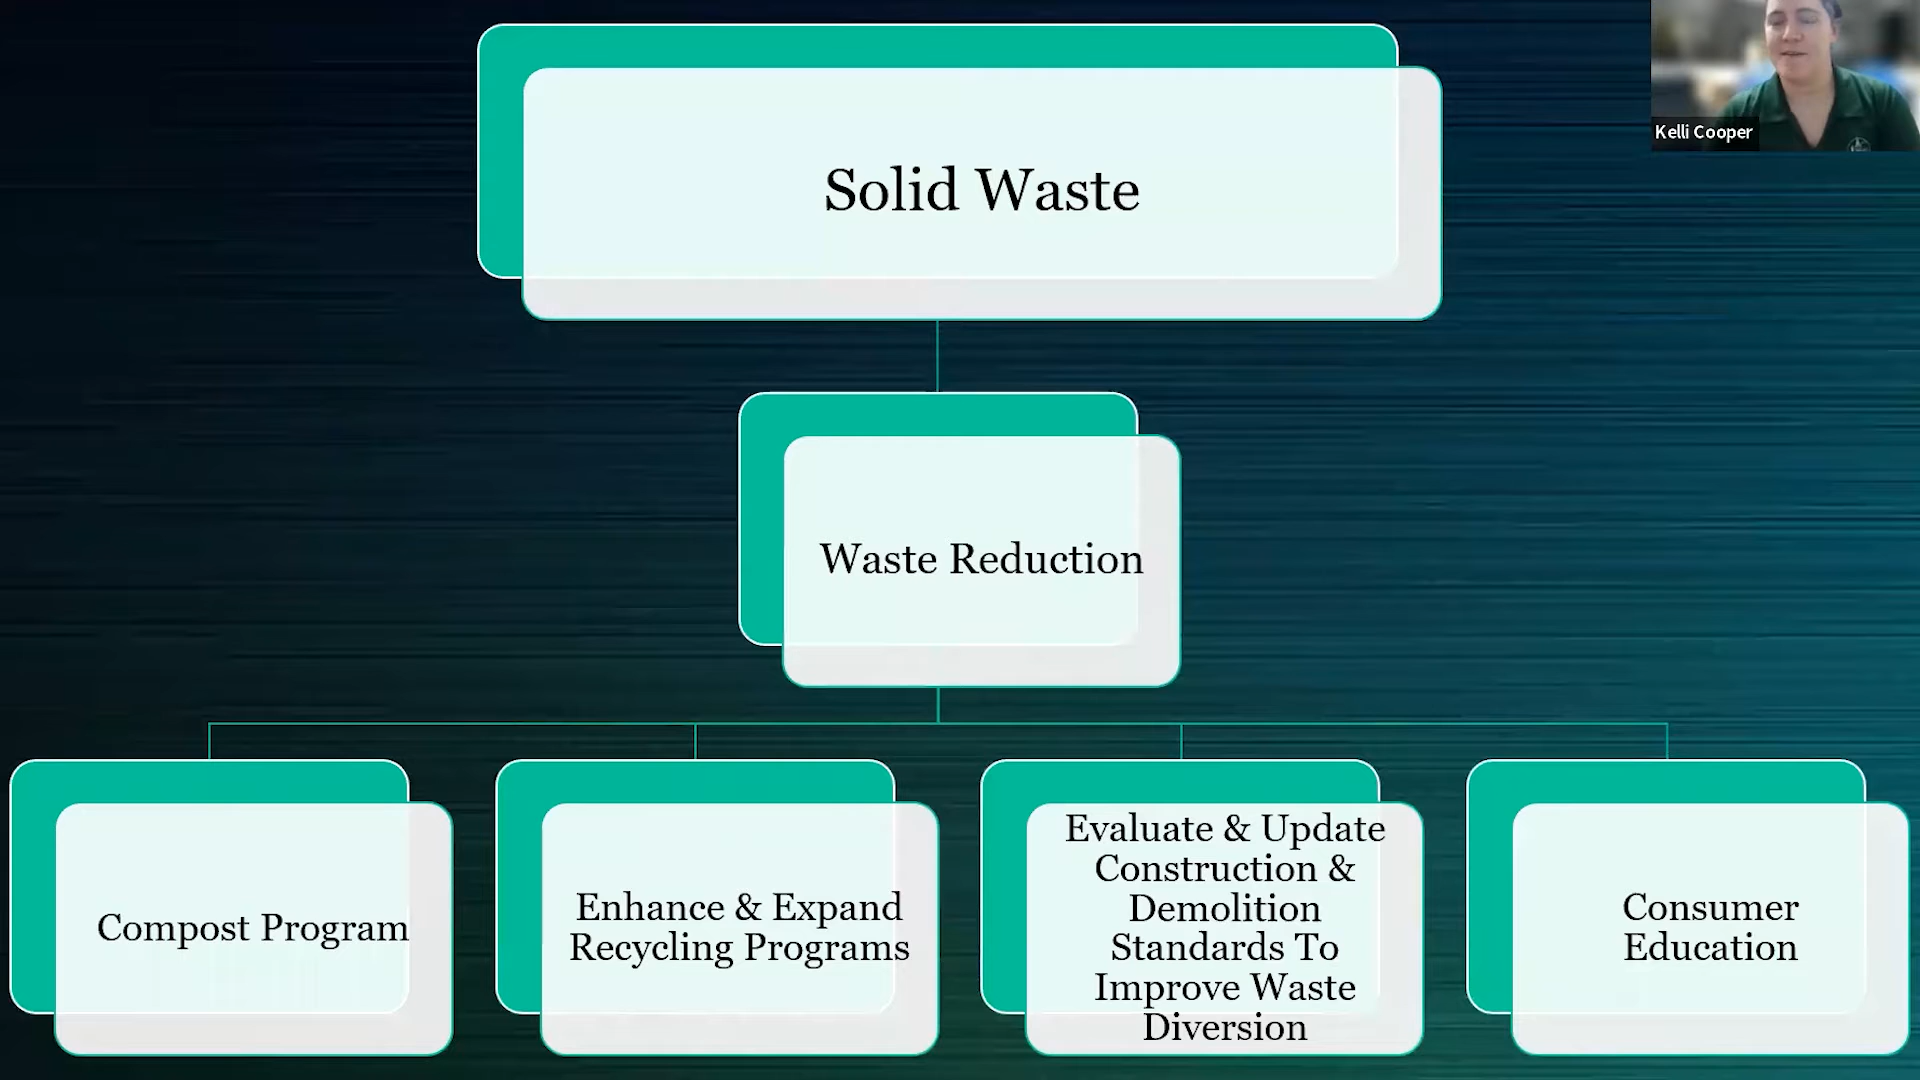 Solid Waste
Kelli Cooper
Waste Reduction
Compost Program
Enhance & Expand
Recycling Programs
Evaluate & Update
Construction &
Demolition
Standards To
Improve Waste
Diversion
Consumer
Education